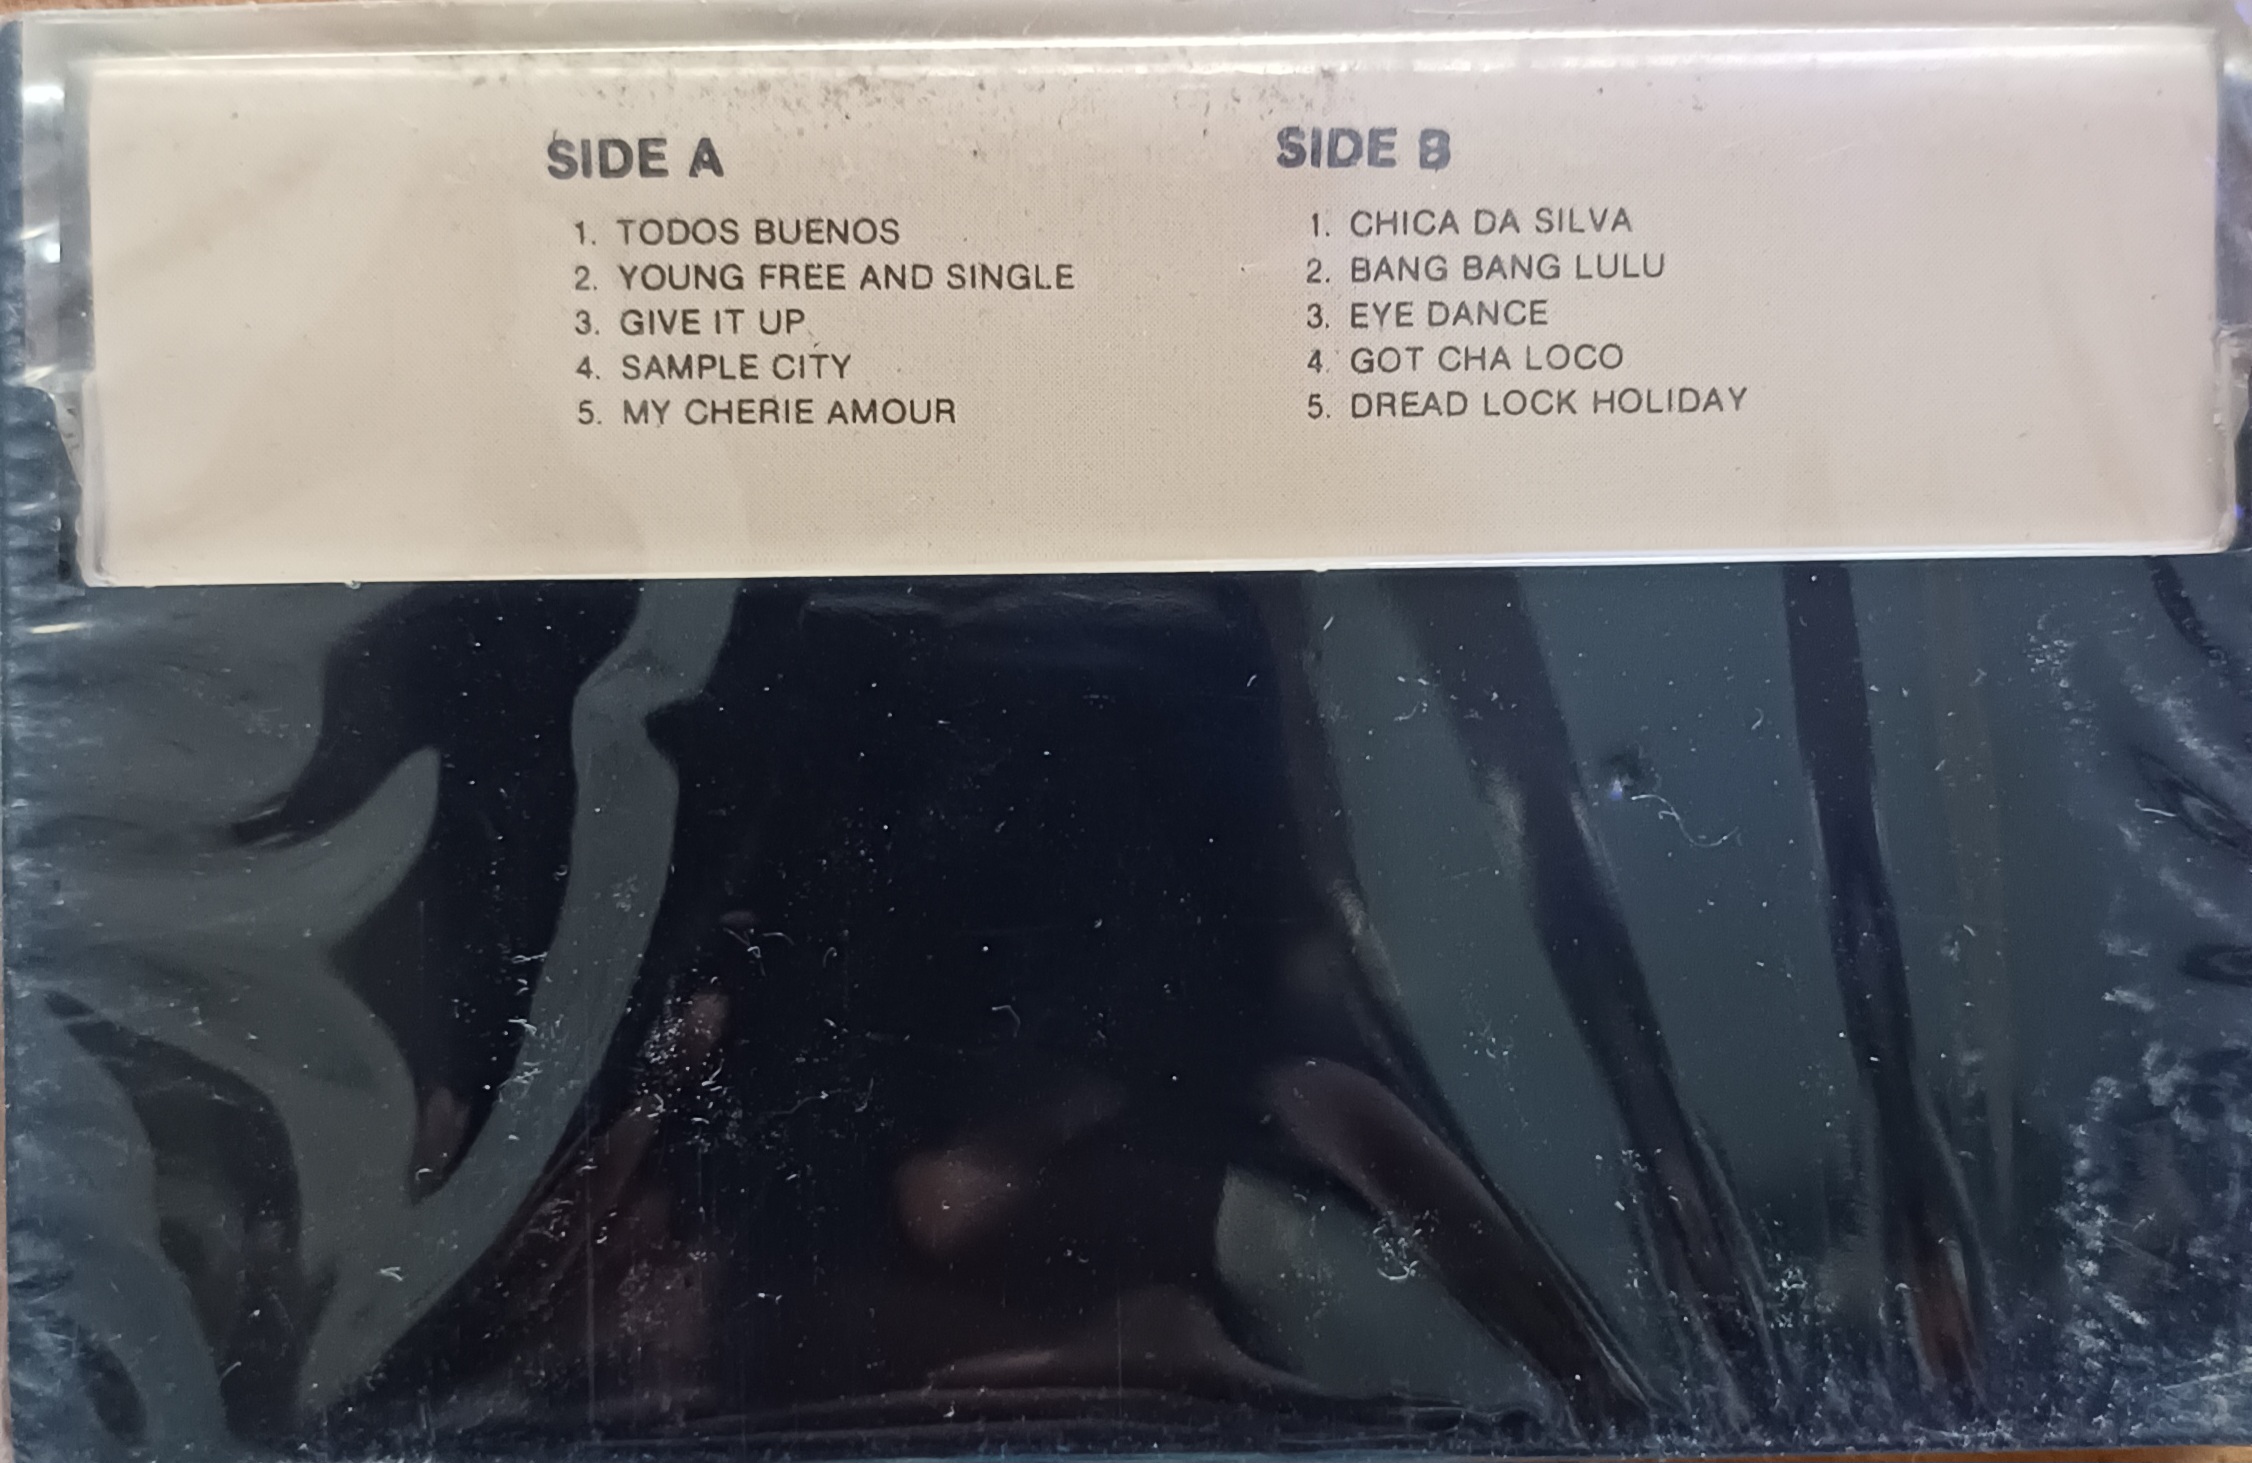 SIDE A
1. TODOS BUENOS
2. YOUNG FREE AND SINGLE
3. GIVE IT UP
4. SAMPLE CITY
5. MY CHERIE AMOUR
SIDE B
1. CHICA DA SILVA
2. BANG BANG LULU
3. EYE DANCE
4. GOT CHA LOCO
5. DREAD LOCK HOLIDAY